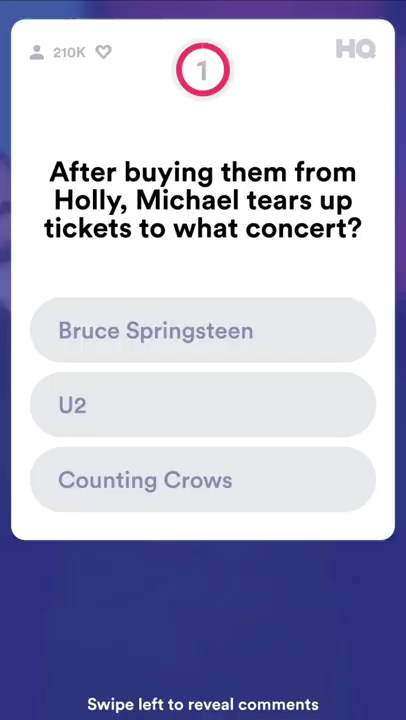 210K
HQ
1
After buying them from
Holly, Michael tears up
tickets to what concert?
Bruce Springsteen
U2
Counting Crows
Swipe left to reveal comments